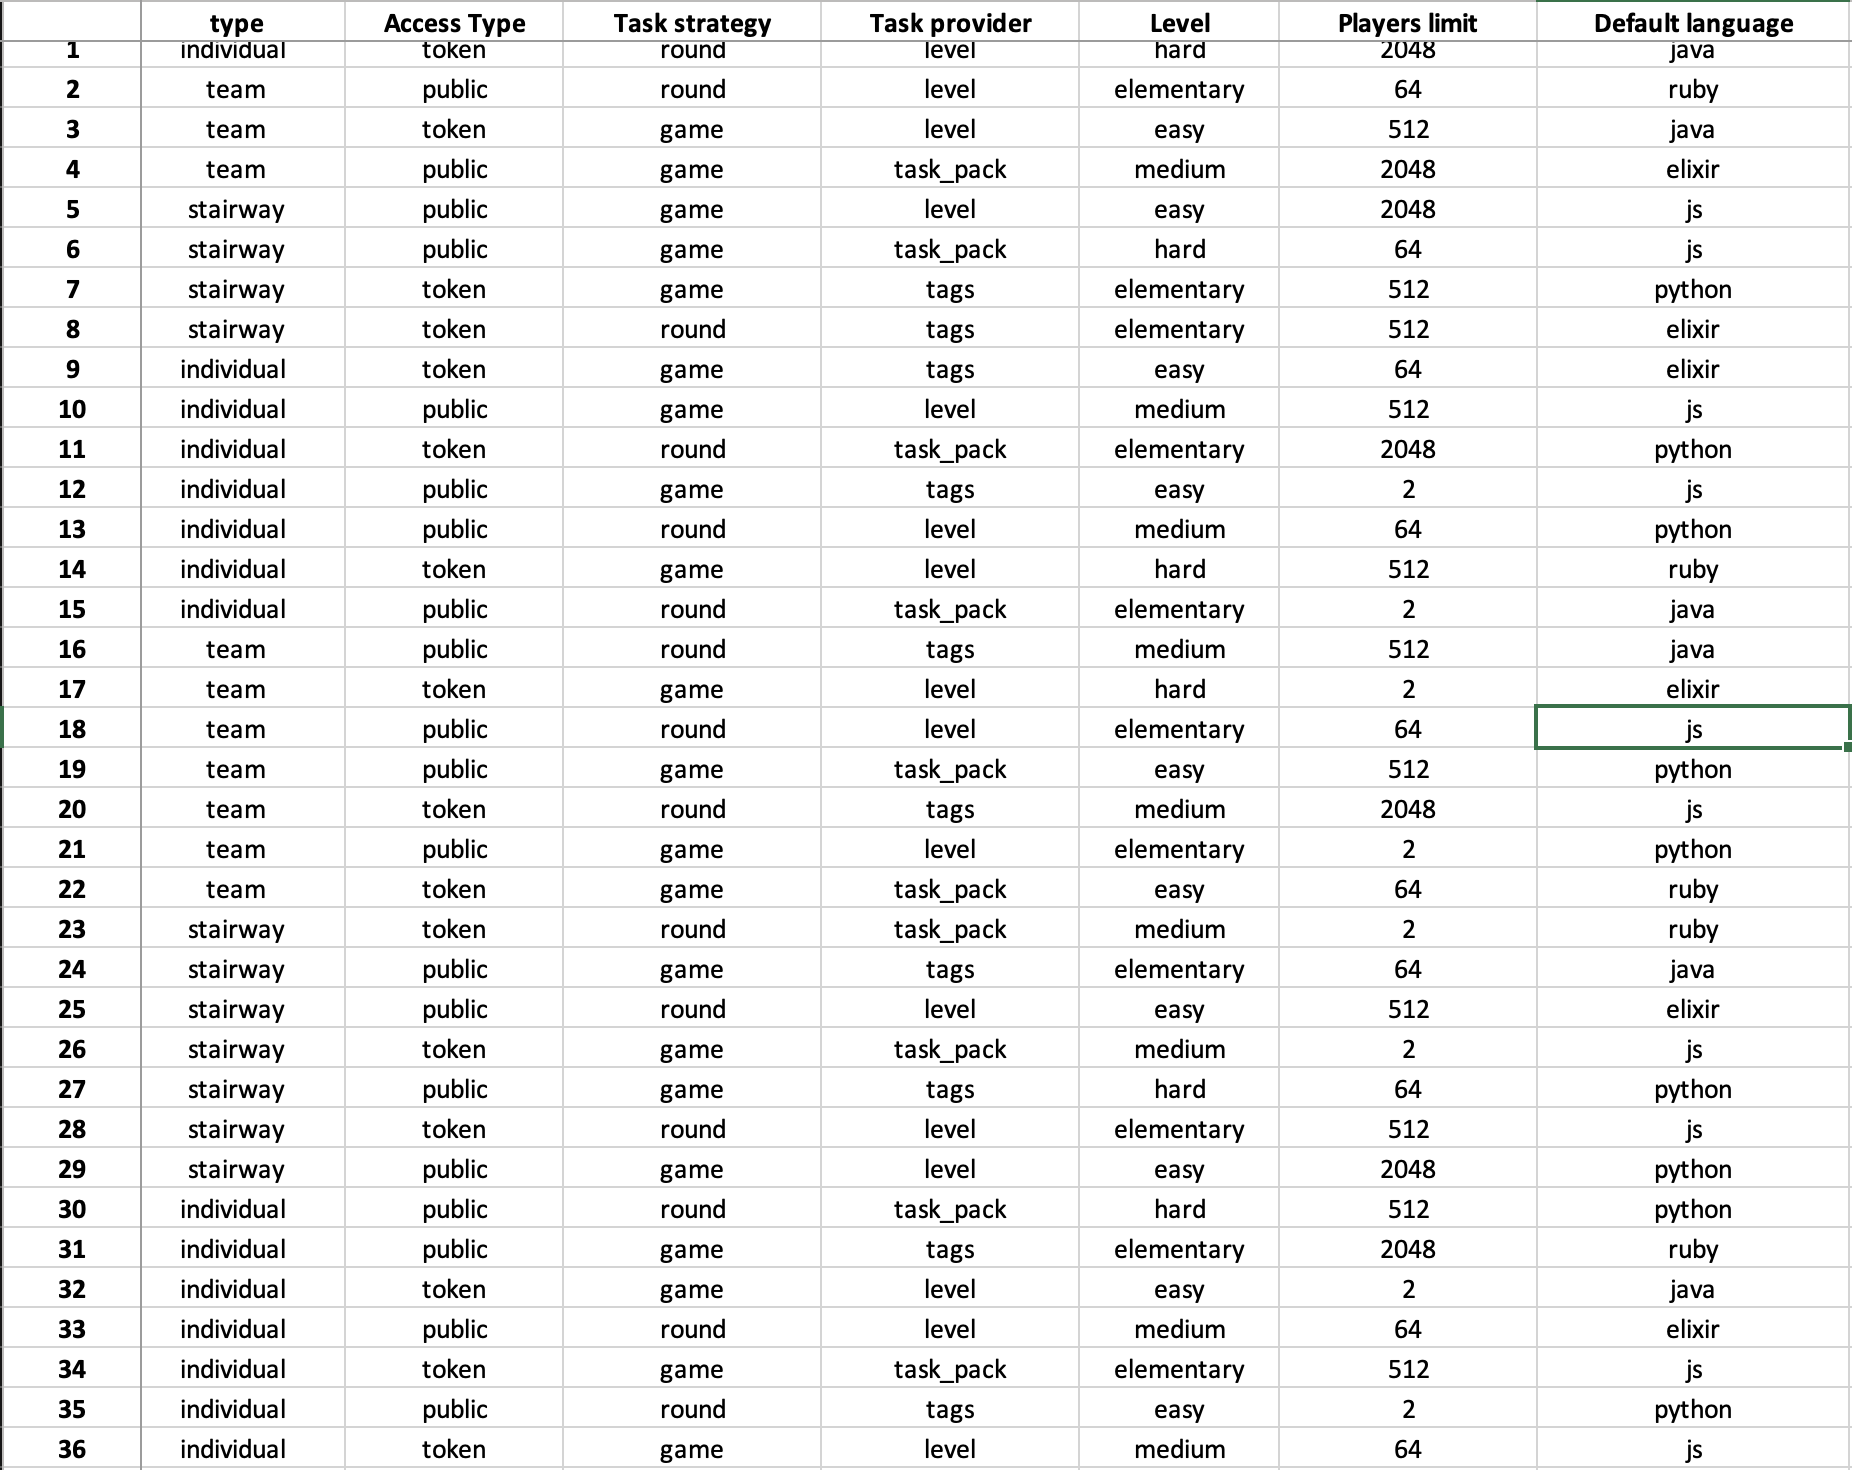 type Access Type Task strategy Task provider Level Players limit Default language
1 individual token round level hard 2048 java
2 team public round level elementary 64 ruby
3 team token game level easy 512 java
4 team public game task_pack medium 2048 elixir
5 stairway public game level easy 2048 js
6 stairway public game task_pack hard 64 js
7 stairway token game tags elementary 512 python
8 stairway token round tags elementary 512 elixir
9 individual token game tags easy 64 elixir
10 individual public game level medium 512 js
11 individual token round task_pack elementary 2048 python
12 individual public game tags easy 2 js
13 individual public round level medium 64 python
14 individual token game level hard 512 ruby
15 individual public round task_pack elementary 2 java
16 team public round tags medium 512 java
17 team token game level hard 2 elixir
18 team public round level elementary 64 js
19 team public game task_pack easy 512 python
20 team token round tags medium 2048 js
21 team public game level elementary 2 python
22 team token game task_pack easy 64 ruby
23 stairway token round task_pack medium 2 ruby
24 stairway public game tags elementary 64 java
25 stairway public round level easy 512 elixir
26 stairway token game task_pack medium 2 js
27 stairway public game tags hard 64 python
28 stairway token round level elementary 512 js
29 stairway public game level easy 2048 python
30 individual public round task_pack hard 512 python
31 individual public game tags elementary 2048 ruby
32 individual token game level easy 2 java
33 individual public round level medium 64 elixir
34 individual token game task_pack elementary 512 js
35 individual public round tags easy 2 python
36 individual token game level medium 64 js